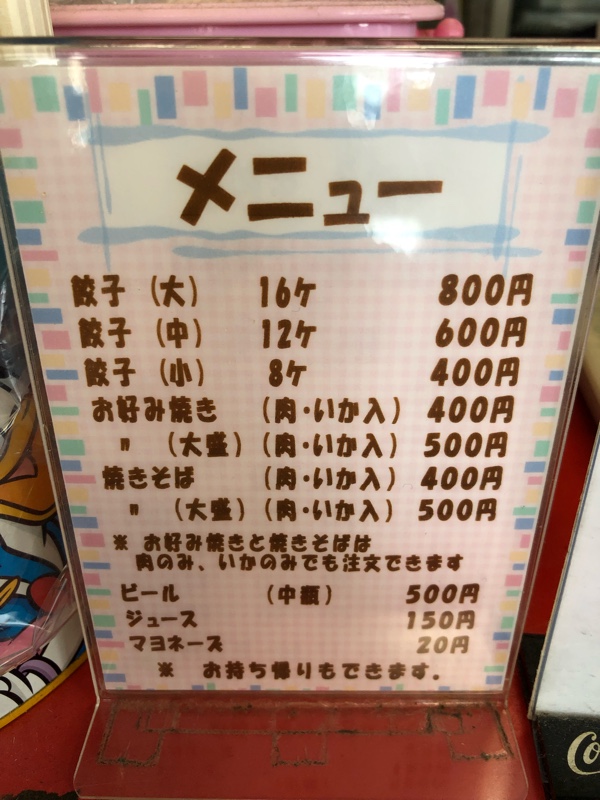 メニュー
餃子（大） 16ケ 800円
餃子（中） 12ケ 600円
餃子（小） 8ケ 400円
お好み焼き （肉・いか入） 400円
〃 （大盛）（肉・いか入） 500円
焼きそば （肉・いか入） 400円
〃 （大盛）（肉・いか入） 500円
※ お好み焼きと焼きそばは
肉のみ、いかのみでも注文できます
ビール （中瓶） 500円
ジュース 150円
マヨネーズ 20円
※ お持ち帰りもできます。